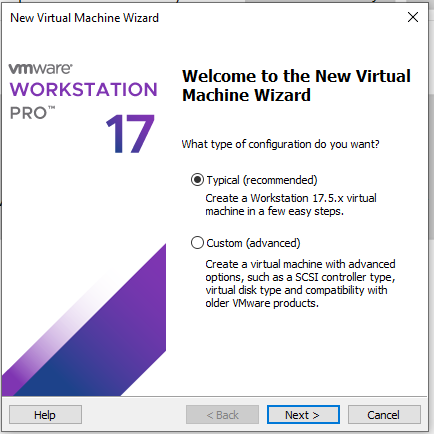 New Virtual Machine Wizard
vmware®
WORKSTATION
PRO™
17
Welcome to the New Virtual
Machine Wizard
What type of configuration do you want?
Typical (recommended)
Create a Workstation 17.5.x virtual
machine in a few easy steps.
Custom (advanced)
Create a virtual machine with advanced
options, such as a SCSI controller type,
virtual disk type and compatibility with
older VMware products.
Help
< Back
Next >
Cancel